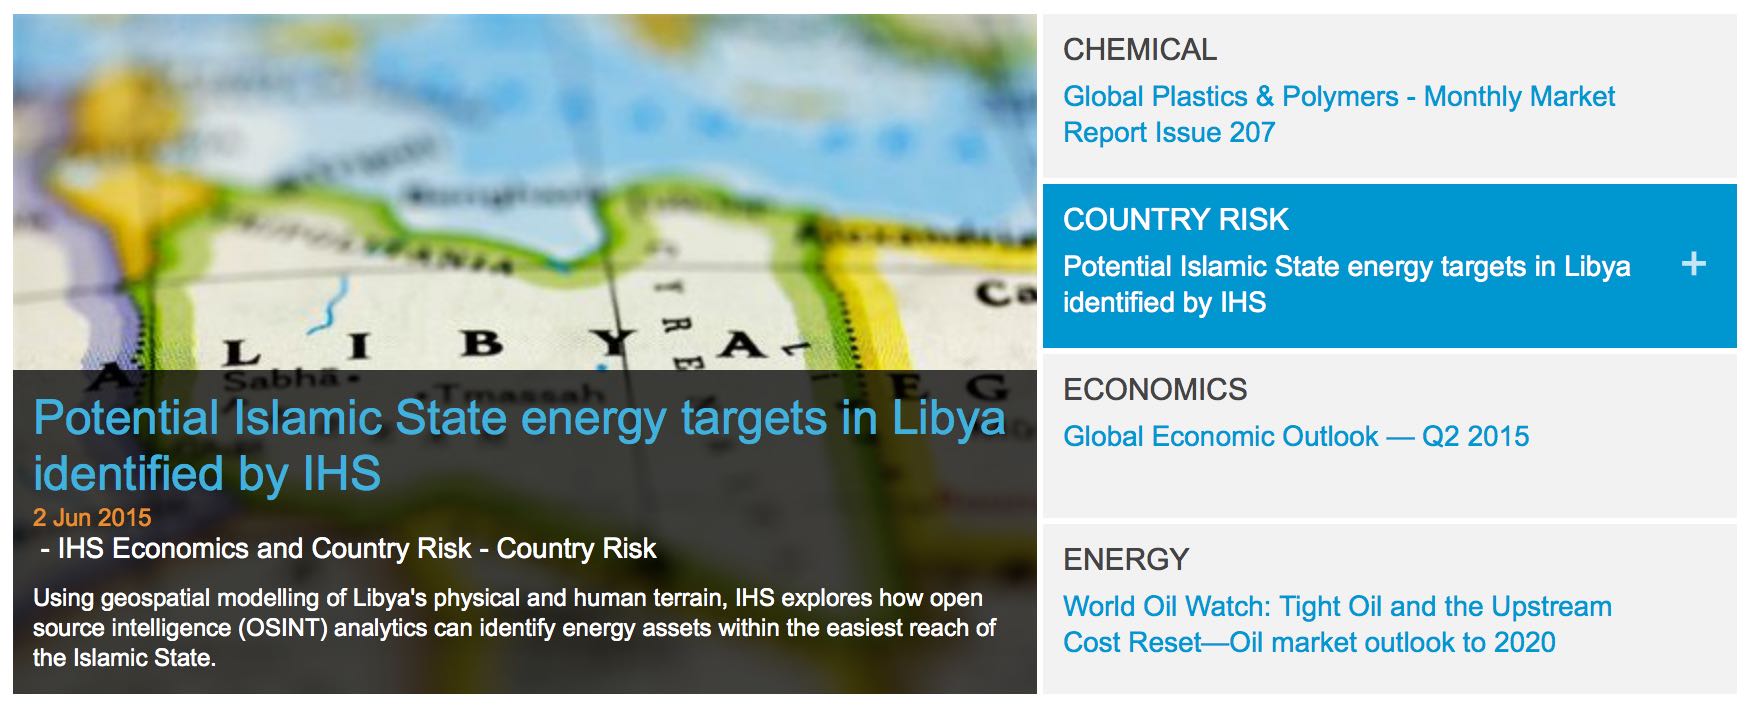 LIBYA
Sabhā
Tmassah
Potential Islamic State energy targets in Libya
identified by IHS
2 Jun 2015
- IHS Economics and Country Risk - Country Risk
Using geospatial modelling of Libya's physical and human terrain, IHS explores how open
source intelligence (OSINT) analytics can identify energy assets within the easiest reach of
the Islamic State.
CHEMICAL
Global Plastics & Polymers - Monthly Market
Report Issue 207
COUNTRY RISK
Potential Islamic State energy targets in Libya
identified by IHS
+
ECONOMICS
Global Economic Outlook — Q2 2015
ENERGY
World Oil Watch: Tight Oil and the Upstream
Cost Reset—Oil market outlook to 2020